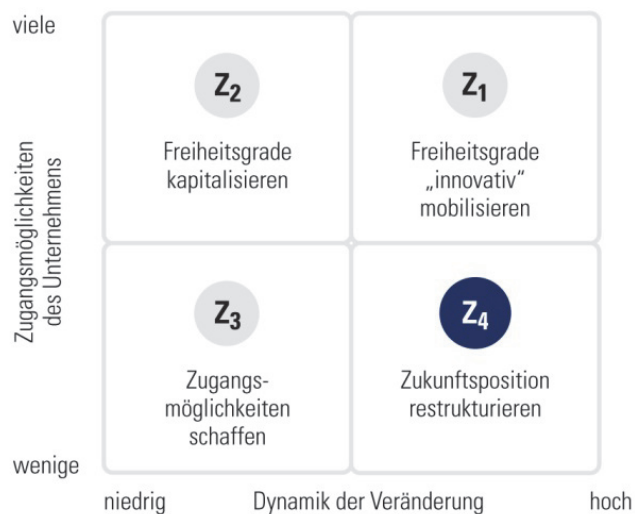 viele
Zugangsmöglichkeiten
des Unternehmens
Z₂
Freiheitsgrade
kapitalisieren
Z₁
Freiheitsgrade
„innovativ“
mobilisieren
Z₃
Zugangs-
möglichkeiten
schaffen
Z₄
Zukunftsposition
restrukturieren
wenige
niedrig Dynamik der Veränderung hoch